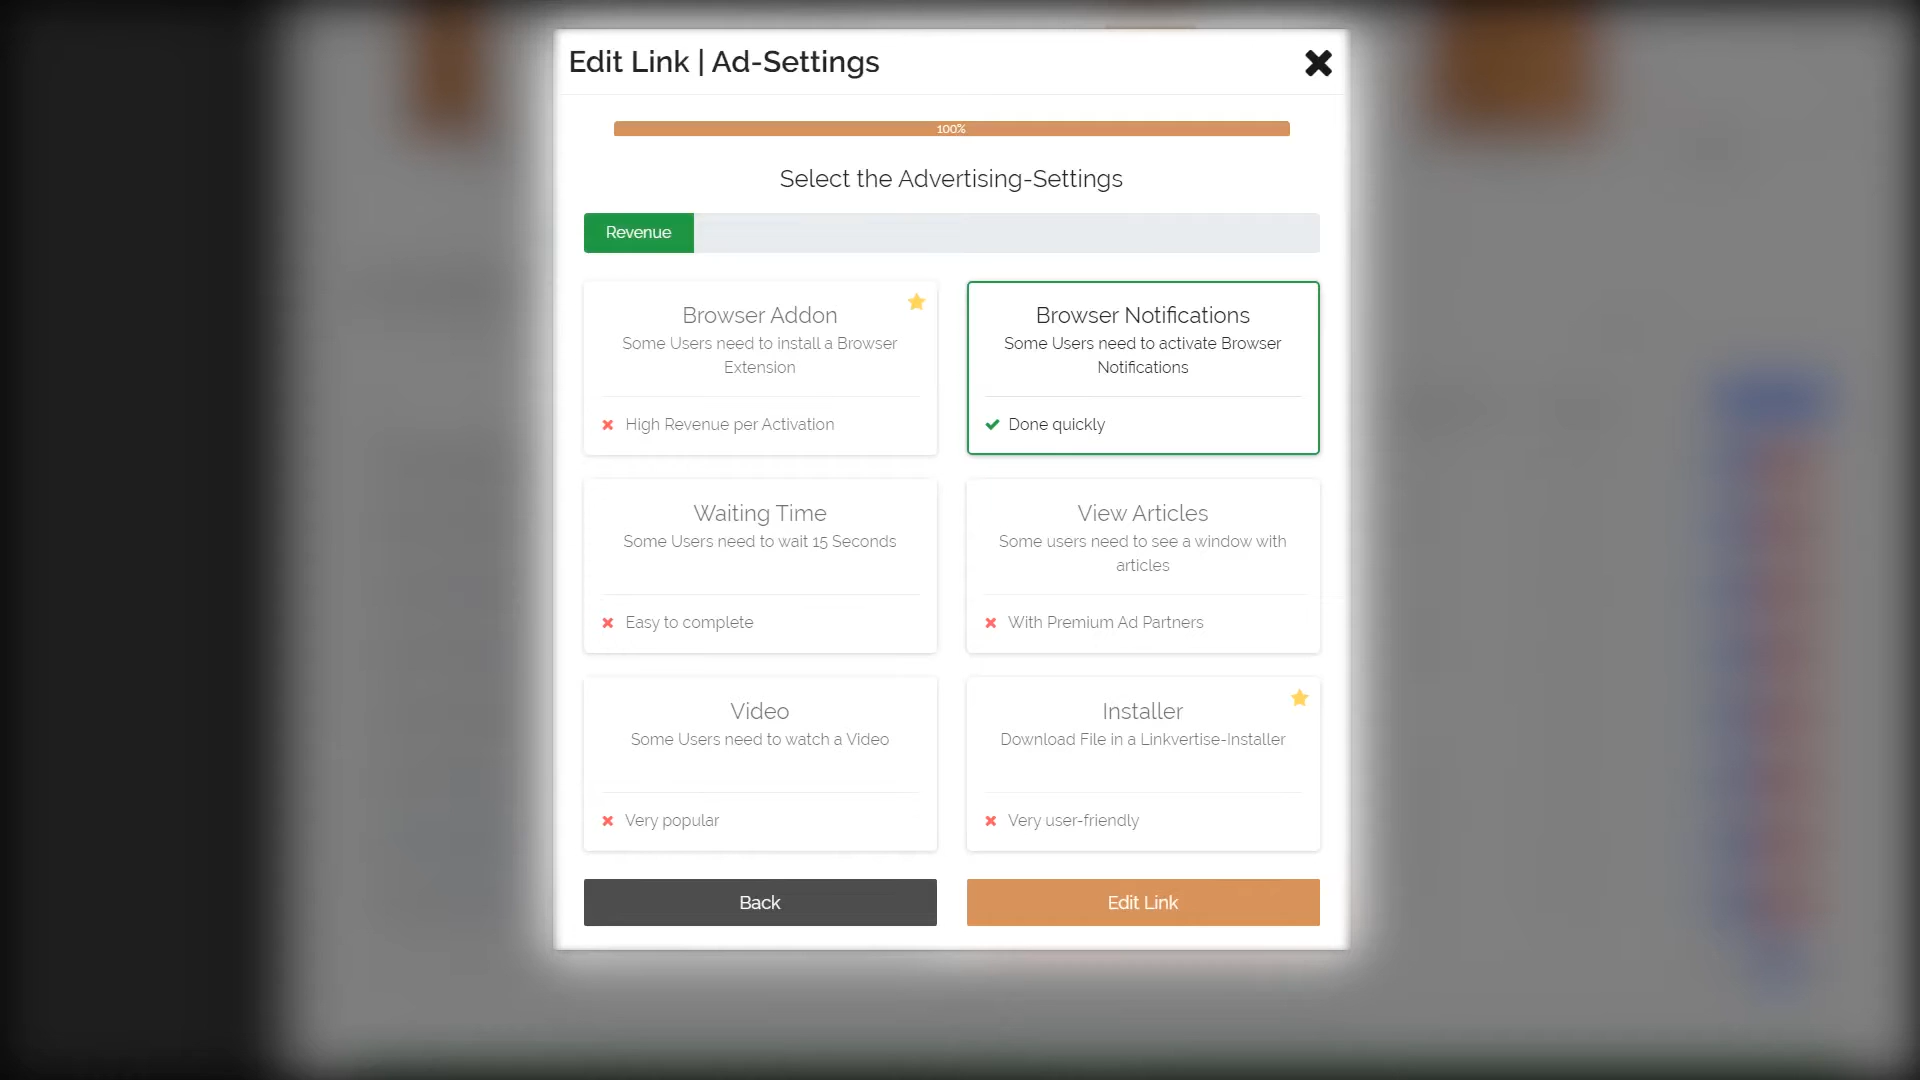 Edit Link | Ad-Settings
100%
Select the Advertising-Settings
Revenue
Browser Addon
Some Users need to install a Browser
Extension
High Revenue per Activation
Browser Notifications
Some Users need to activate Browser
Notifications
Done quickly
Waiting Time
Some Users need to wait 15 Seconds
Easy to complete
View Articles
Some users need to see a window with
articles
With Premium Ad Partners
Video
Some Users need to watch a Video
Very popular
Installer
Download File in a Linkvertise-Installer
Very user-friendly
Back
Edit Link